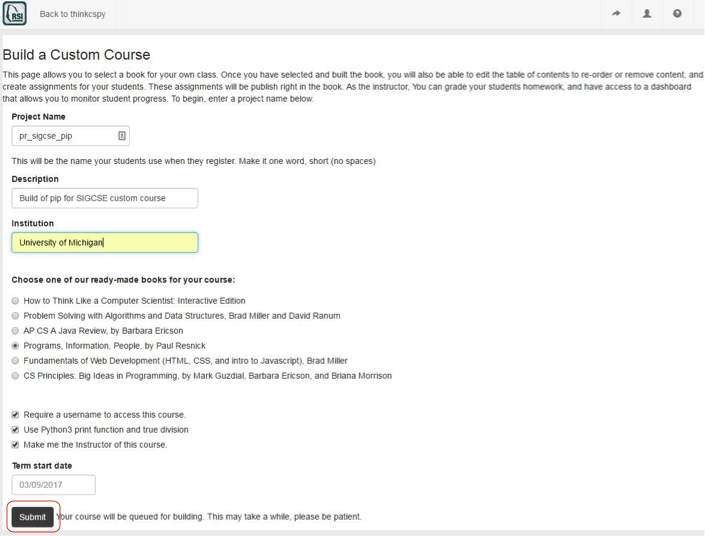 RSI
Back to thinkcspy
Build a Custom Course
This page allows you to select a book for your own class. Once you have selected and built the book, you will also be able to edit the table of contents to re-order or remove content, and
create assignments for your students. These assignments will be publish right in the book. As the instructor, You can grade your students homework, and have access to a dashboard
that allows you to monitor student progress. To begin, enter a project name below.
Project Name
pr_sigcse_pip
This will be the name your students use when they register. Make it one word, short (no spaces)
Description
Build of pip for SIGCSE custom course
Institution
University of Michigan
Choose one of our ready-made books for your course:
How to Think Like a Computer Scientist: Interactive Edition
Problem Solving with Algorithms and Data Structures, Brad Miller and David Ranum
AP CS A Java Review, by Barbara Ericson
Programs, Information, People, by Paul Resnick
Fundamentals of Web Development (HTML, CSS, and intro to Javascript), Brad Miller
CS Principles: Big Ideas in Programming, by Mark Guzdial, Barbara Ericson, and Briana Morrison
Require a username to access this course.
Use Python3 print function and true division
Make me the Instructor of this course.
Term start date
03/09/2017
Submit Your course will be queued for building. This may take a while, please be patient.